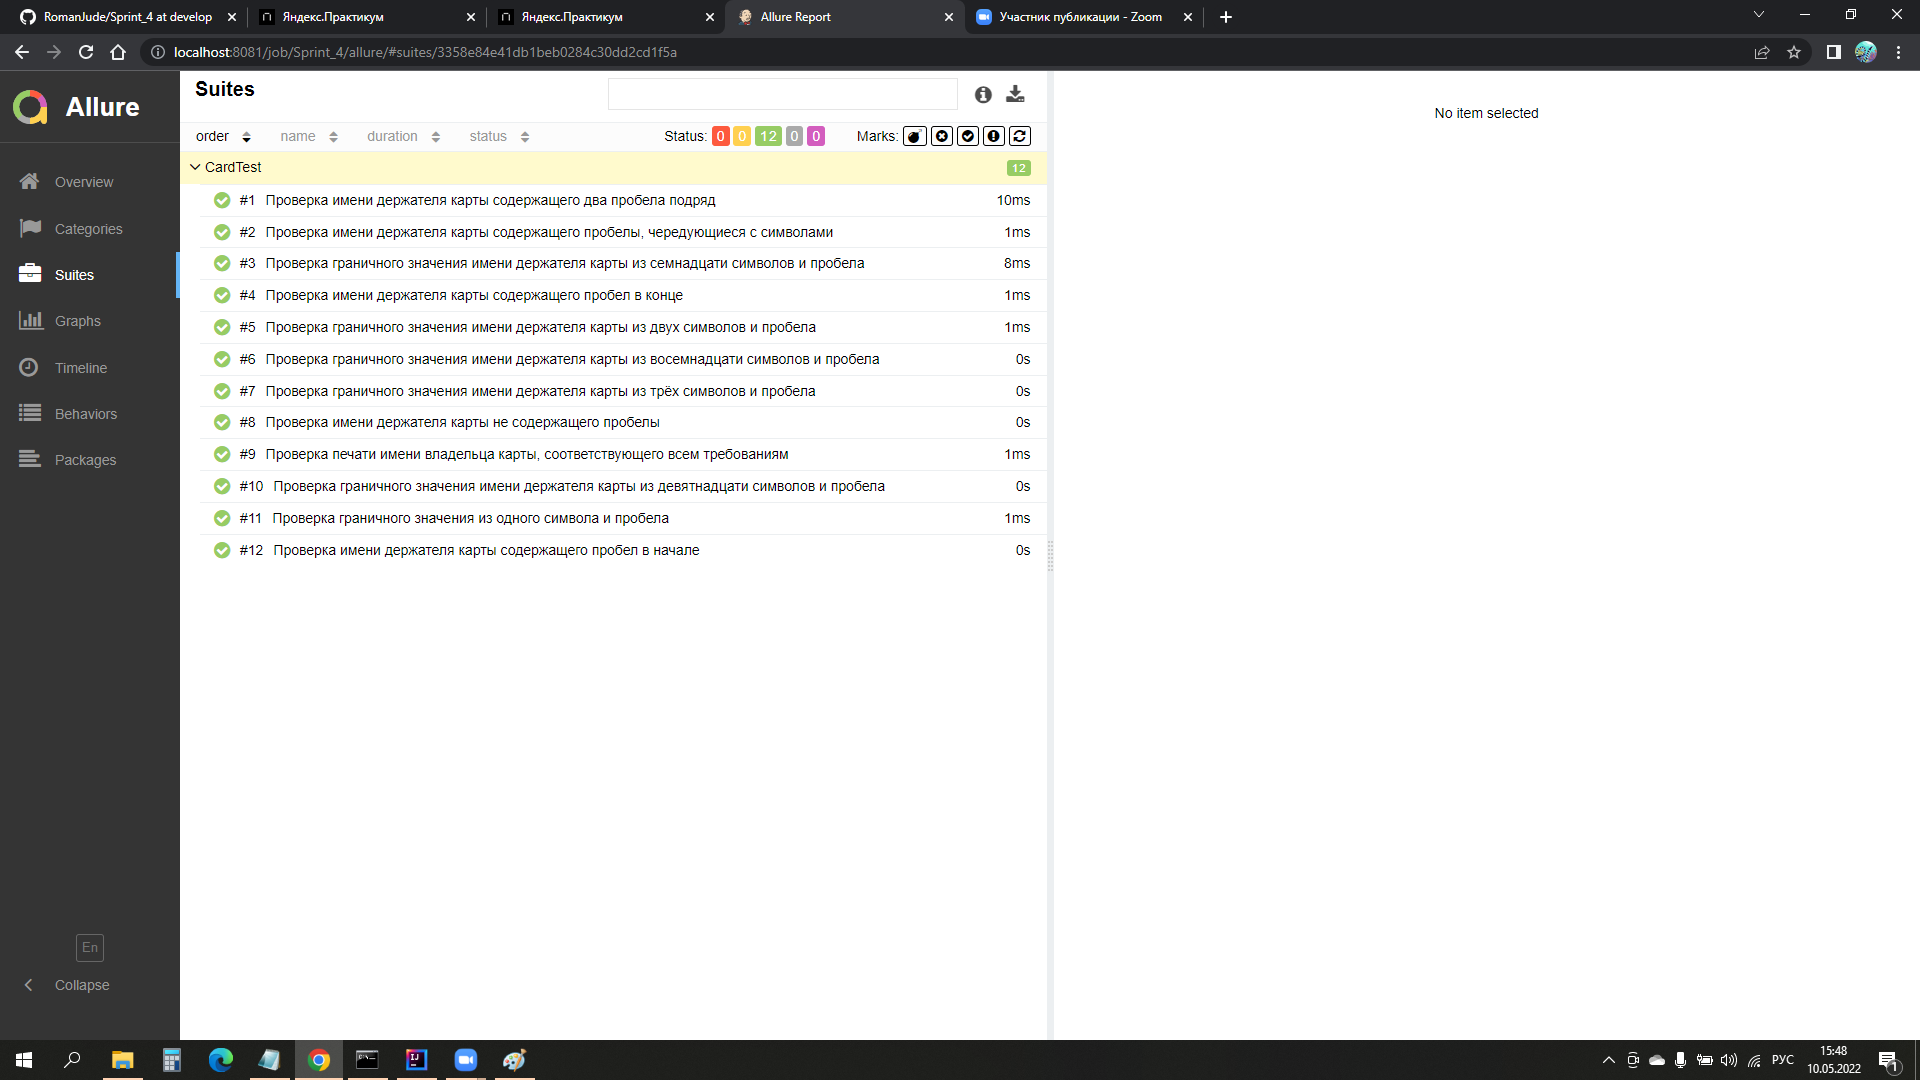 RomanJude/Sprint_4 at develop
Яндекс.Практикум
Яндекс.Практикум
Allure Report
Участник публикации - Zoom
localhost:8081/job/Sprint_4/allure/#suites/3358e84e41db1beb0284c30dd2cd1f5a
Allure
Overview
Categories
Suites
Graphs
Timeline
Behaviors
Packages
En
Collapse
Suites
order name duration status Status: 0 0 12 0 0 Marks:
CardTest 12
#1 Проверка имени держателя карты содержащего два пробела подряд 10ms
#2 Проверка имени держателя карты содержащего пробелы, чередующиеся с символами 1ms
#3 Проверка граничного значения имени держателя карты из семнадцати символов и пробела 8ms
#4 Проверка имени держателя карты содержащего пробел в конце 1ms
#5 Проверка граничного значения имени держателя карты из двух символов и пробела 1ms
#6 Проверка граничного значения имени держателя карты из восемнадцати символов и пробела 0s
#7 Проверка граничного значения имени держателя карты из трёх символов и пробела 0s
#8 Проверка имени держателя карты не содержащего пробелы 0s
#9 Проверка печати имени владельца карты, соответствующего всем требованиям 1ms
#10 Проверка граничного значения имени держателя карты из девятнадцати символов и пробела 0s
#11 Проверка граничного значения из одного символа и пробела 1ms
#12 Проверка имени держателя карты содержащего пробел в начале 0s
No item selected
РУС
15:48
10.05.2022
1